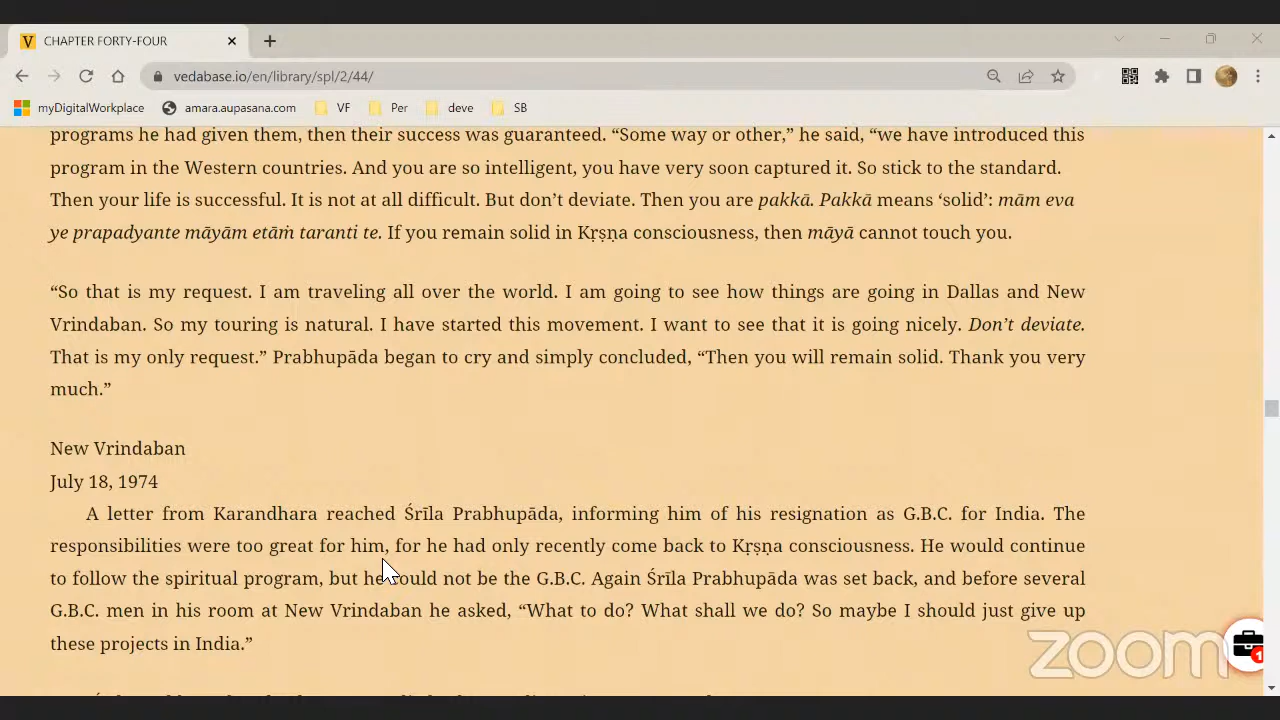 CHAPTER FORTY-FOUR
vedabase.io/en/library/spl/2/44/
myDigitalWorkplace amara.aupasana.com VF Per deve SB
programs he had given them, then their success was guaranteed. “Some way or other,” he said, “we have introduced this
program in the Western countries. And you are so intelligent, you have very soon captured it. So stick to the standard.
Then your life is successful. It is not at all difficult. But don’t deviate. Then you are pakkā. Pakkā means ‘solid’: mām eva
ye prapadyante māyām etāṁ taranti te. If you remain solid in Kṛṣṇa consciousness, then māyā cannot touch you.
“So that is my request. I am traveling all over the world. I am going to see how things are going in Dallas and New
Vrindaban. So my touring is natural. I have started this movement. I want to see that it is going nicely. Don’t deviate.
That is my only request.” Prabhupāda began to cry and simply concluded, “Then you will remain solid. Thank you very
much.”
New Vrindaban
July 18, 1974
A letter from Karandhara reached Śrīla Prabhupāda, informing him of his resignation as G.B.C. for India. The
responsibilities were too great for him, for he had only recently come back to Kṛṣṇa consciousness. He would continue
to follow the spiritual program, but he could not be the G.B.C. Again Śrīla Prabhupāda was set back, and before several
G.B.C. men in his room at New Vrindaban he asked, “What to do? What shall we do? So maybe I should just give up
these projects in India.”
zoom
1